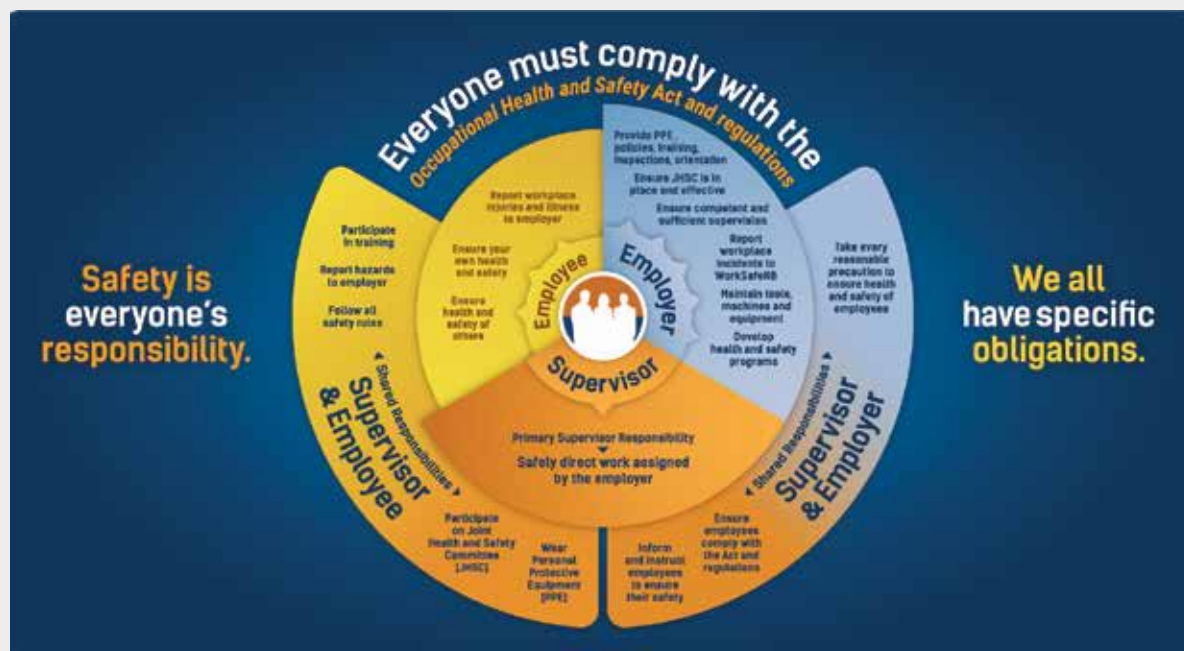 Everyone must comply with the
Occupational Health and Safety Act and regulations
Safety is
everyone's
responsibility.
We all
have specific
obligations.
Employee
Employer
Supervisor
Report workplace
injuries and illness
to employer
Ensure your
own health
and safety
Ensure
health and
safety of
others
Provide PPE,
policies, training,
inspections, orientation
Ensure JHSC is in
place and effective
Ensure competent and
sufficient supervision
Report
workplace
incidents to
WorkSafeNB
Maintain tools,
machines and
equipment
Develop
health and safety
programs
Primary Supervisor Responsibility
Safely direct work assigned
by the employer
Participate
in training
Report hazards
to employer
Follow all
safety rules
Shared Responsibilities
Supervisor
& Employee
Participate
on Joint
Health and Safety
Committee
[JHSC]
Wear
Personal
Protective
Equipment
[PPE]
Take every
reasonable
precaution to
ensure health
and safety of
employees
Shared Responsibilities
Supervisor
& Employer
Ensure
employees
comply with
the Act and
regulations
Inform
and instruct
employees
to ensure
their safety